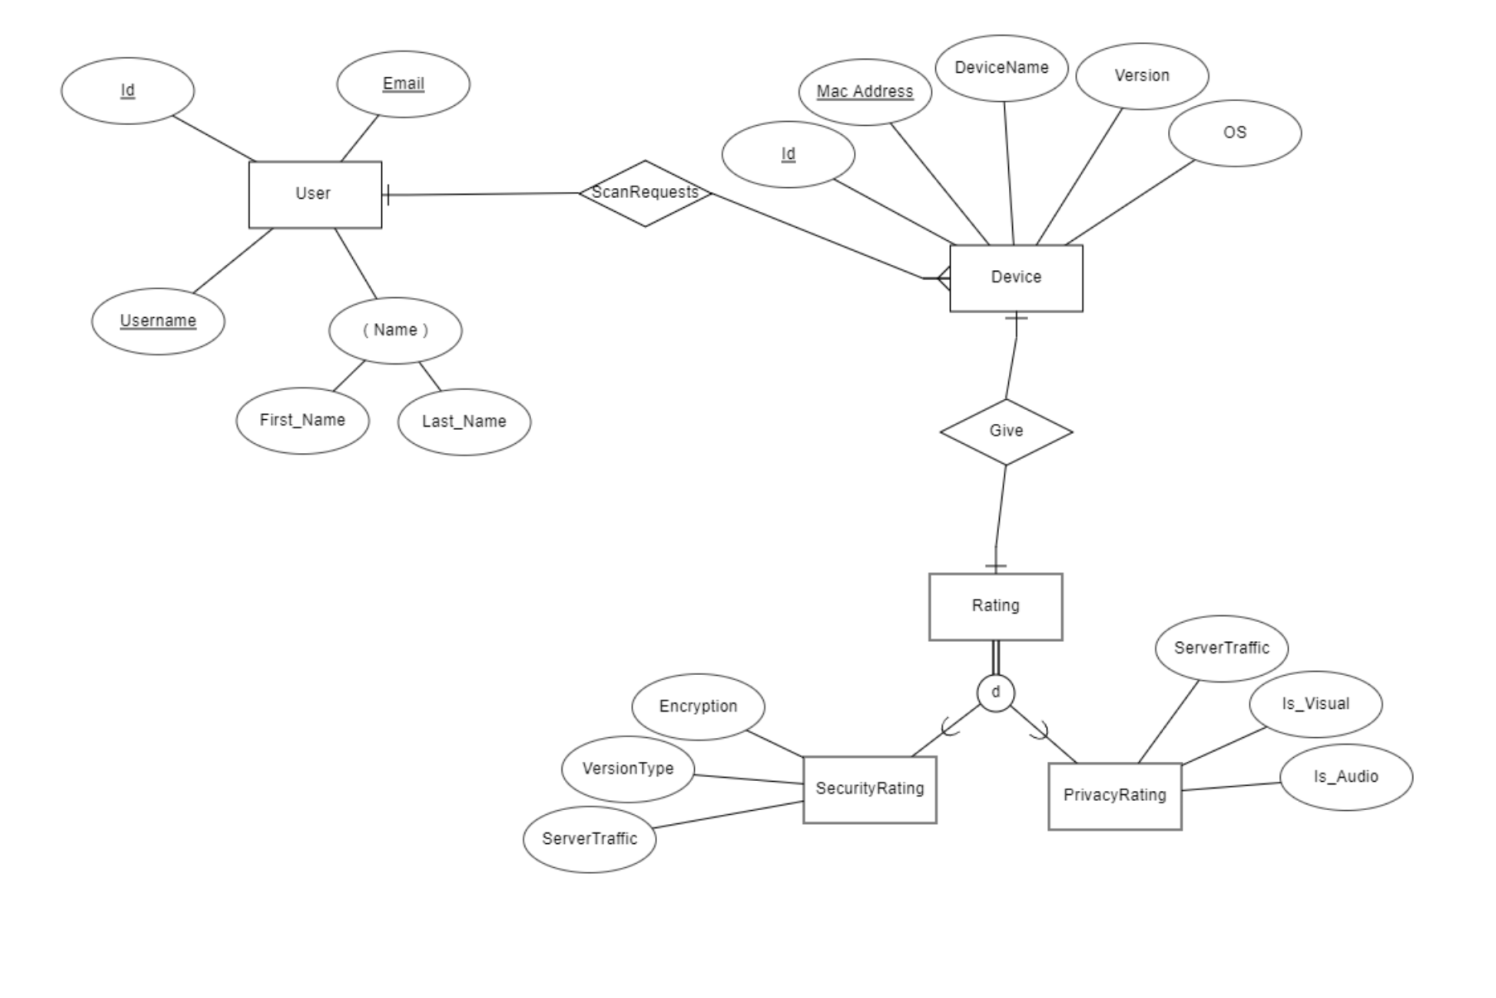 Id
Email
User
Username
( Name )
First_Name
Last_Name
ScanRequests
Id
Mac Address
DeviceName
Version
OS
Device
Give
Rating
d
Encryption
VersionType
ServerTraffic
SecurityRating
ServerTraffic
Is_Visual
Is_Audio
PrivacyRating